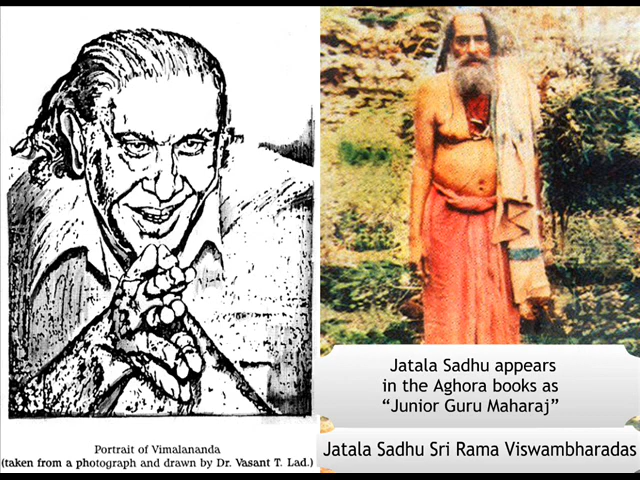 Portrait of Vimalananda
(taken from a photograph and drawn by Dr. Vasant T. Lad.)
Jatala Sadhu appears
in the Aghora books as
“Junior Guru Maharaj”
Jatala Sadhu Sri Rama Viswambharadas